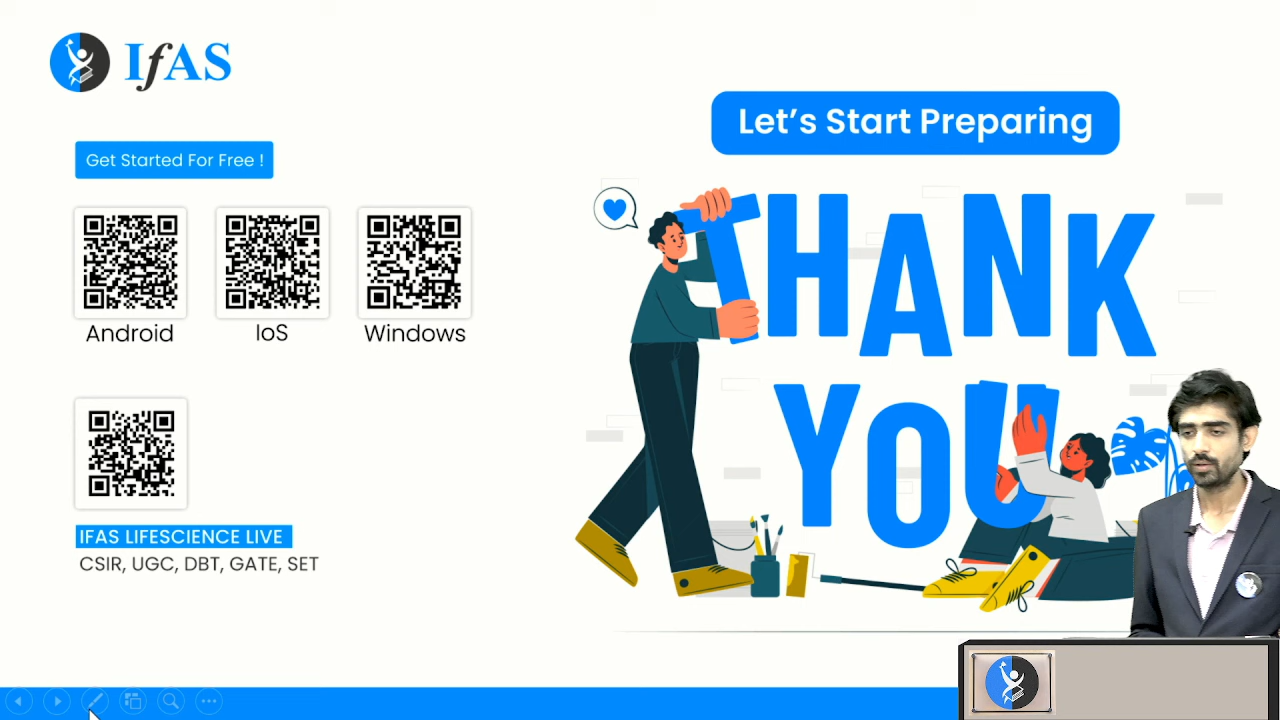 IfAS
Let's Start Preparing
Get Started For Free !
THANK
YOU
Android
IoS
Windows
IFAS LIFESCIENCE LIVE
CSIR, UGC, DBT, GATE, SET